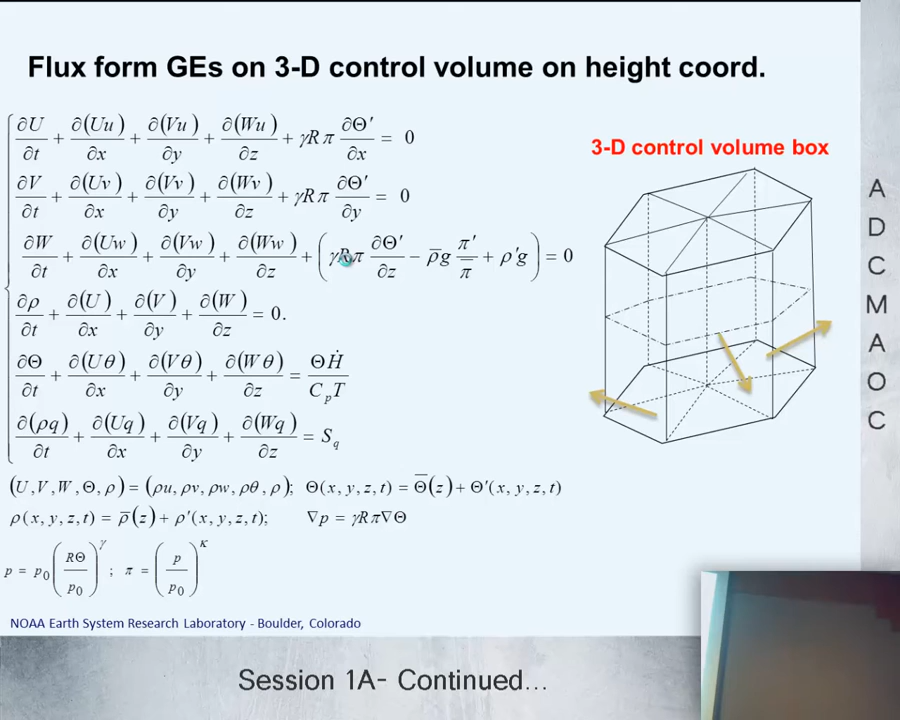 Flux form GEs on 3-D control volume on height coord.
∂U/∂t + ∂(Uu)/∂x + ∂(Vu)/∂y + ∂(Wu)/∂z + γRπ ∂Θ′/∂x = 0
∂V/∂t + ∂(Uv)/∂x + ∂(Vv)/∂y + ∂(Wv)/∂z + γRπ ∂Θ′/∂y = 0
∂W/∂t + ∂(Uw)/∂x + ∂(Vw)/∂y + ∂(Ww)/∂z + (γRπ ∂Θ′/∂z − ρ̄g π′/π̄ + ρ′g) = 0
∂ρ/∂t + ∂(U)/∂x + ∂(V)/∂y + ∂(W)/∂z = 0.
∂Θ/∂t + ∂(Uθ)/∂x + ∂(Vθ)/∂y + ∂(Wθ)/∂z = ΘḢ/C_pT
∂(ρq)/∂t + ∂(Uq)/∂x + ∂(Vq)/∂y + ∂(Wq)/∂z = S_q
(U,V,W,Θ,ρ) = (ρu, ρv, ρw, ρθ, ρ); Θ(x, y, z, t) = Θ̄(z) + Θ′(x, y, z, t)
ρ(x, y, z, t) = ρ̄(z) + ρ′(x, y, z, t); ∇p = γRπ∇Θ
p = p₀(RΘ/p₀)^γ ; π = (p/p₀)^κ
3-D control volume box
NOAA Earth System Research Laboratory - Boulder, Colorado
Session 1A- Continued...
A
D
C
M
A
O
C